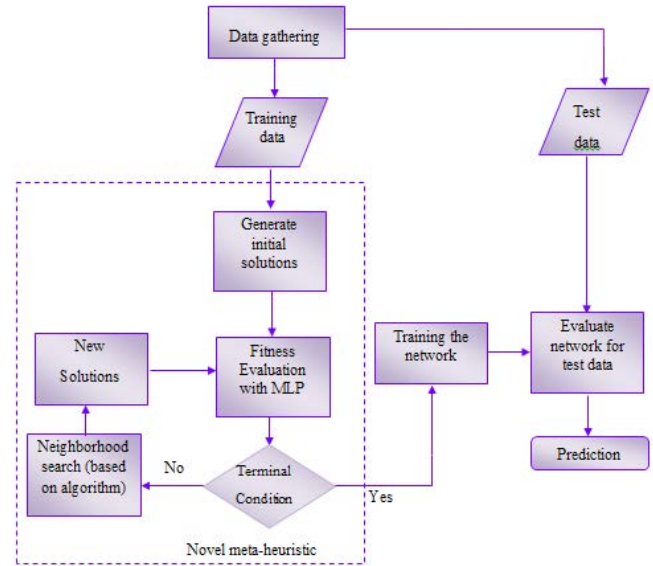 Data gathering
Training
data
Test
data
Generate
initial
solutions
New
Solutions
Fitness
Evaluation
with MLP
Training the
network
Evaluate
network for
test data
Neighborhood
search (based
on algorithm)
No
Terminal
Condition
Yes
Prediction
Novel meta-heuristic